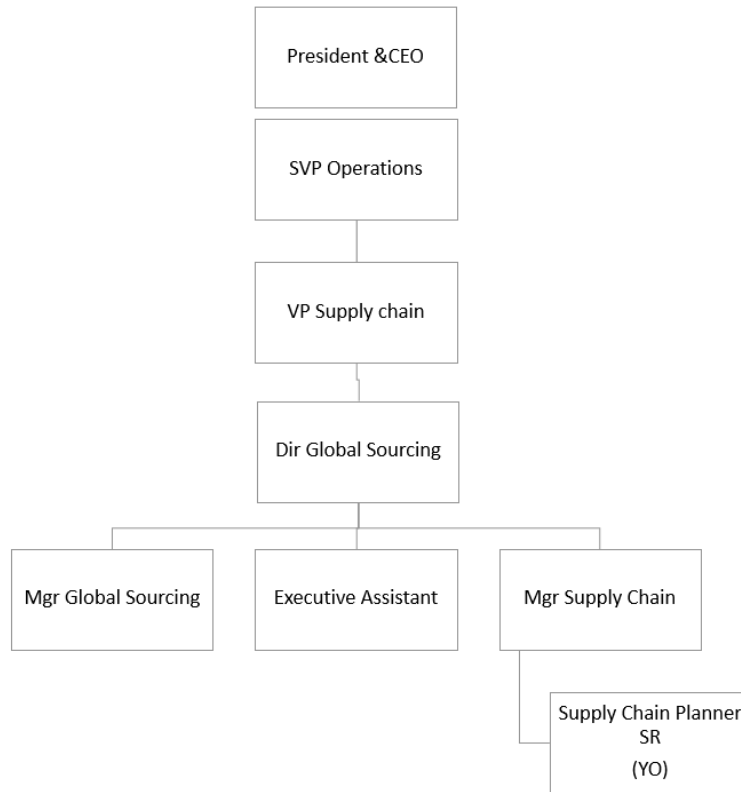 President &CEO
SVP Operations
VP Supply chain
Dir Global Sourcing
Mgr Global Sourcing
Executive Assistant
Mgr Supply Chain
Supply Chain Planner
SR
(YO)